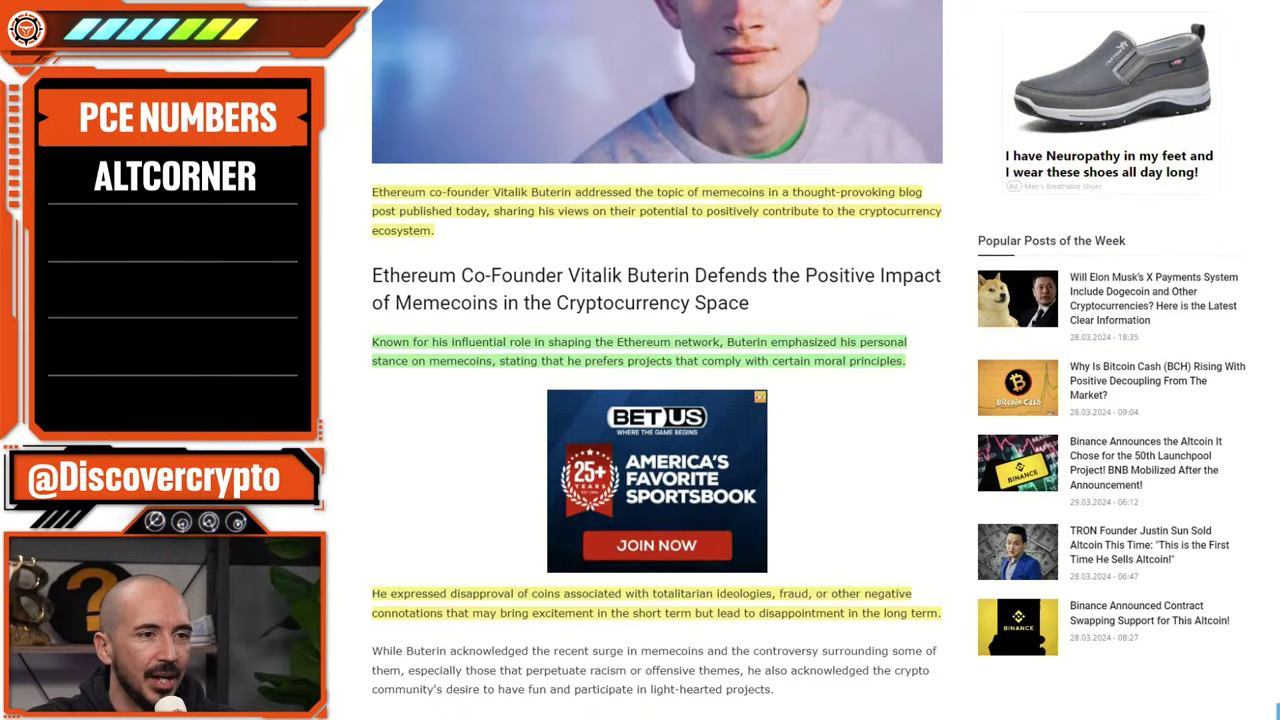 PCE NUMBERS
ALTCORNER
@Discovercrypto
Ethereum co-founder Vitalik Buterin addressed the topic of memecoins in a thought-provoking blog
post published today, sharing his views on their potential to positively contribute to the cryptocurrency
ecosystem.
Ethereum Co-Founder Vitalik Buterin Defends the Positive Impact
of Memecoins in the Cryptocurrency Space
Known for his influential role in shaping the Ethereum network, Buterin emphasized his personal
stance on memecoins, stating that he prefers projects that comply with certain moral principles.
BETUS
WHERE THE GAME BEGINS
25+
YEARS
AMERICA'S
FAVORITE
SPORTSBOOK
JOIN NOW
He expressed disapproval of coins associated with totalitarian ideologies, fraud, or other negative
connotations that may bring excitement in the short term but lead to disappointment in the long term.
While Buterin acknowledged the recent surge in memecoins and the controversy surrounding some of
them, especially those that perpetuate racism or offensive themes, he also acknowledged the crypto
community's desire to have fun and participate in light-hearted projects.
I have Neuropathy in my feet and
I wear these shoes all day long!
Ad Men's Breathable Shoes
Popular Posts of the Week
Will Elon Musk's X Payments System
Include Dogecoin and Other
Cryptocurrencies? Here is the Latest
Clear Information
28.03.2024 - 18:35
Bitcoin Cash
Why Is Bitcoin Cash (BCH) Rising With
Positive Decoupling From The
Market?
28.03.2024 - 09:04
BINANCE
Binance Announces the Altcoin It
Chose for the 50th Launchpool
Project! BNB Mobilized After the
Announcement!
29.03.2024 - 06:12
TRON Founder Justin Sun Sold
Altcoin This Time: "This is the First
Time He Sells Altcoin!"
28.03.2024 - 06:47
BINANCE
Binance Announced Contract
Swapping Support for This Altcoin!
28.03.2024 - 08:27